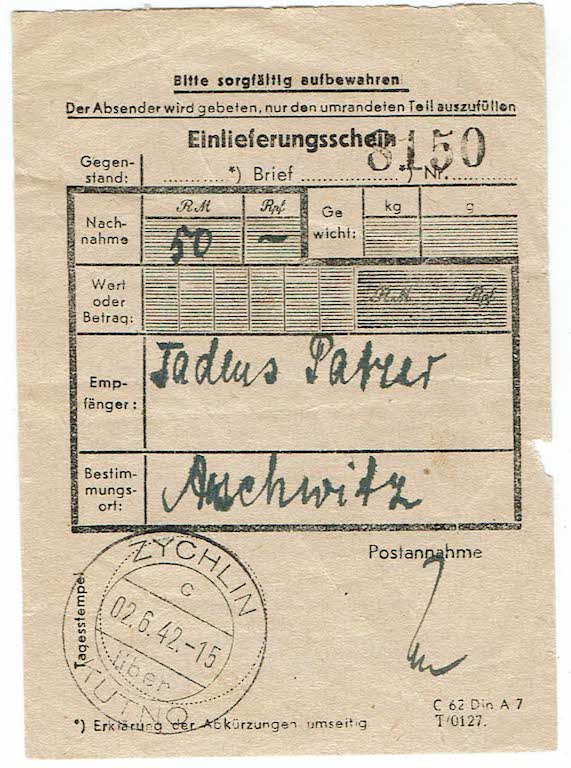 Bitte sorgfältig aufbewahren!
Der Absender wird gebeten, nur den umrandeten Teil auszufüllen
Einlieferungsschein 8150
Gegen-
stand: ..........*) Brief ..............*) Nr. ..........
Nach-
nahme
RM Rpf
50 —
Ge
wicht:
kg g
Wert
oder
Betrag:
RM Rpf
Emp-
fänger:
Tadeus Patzer
Bestim-
mungs-
ort:
Auschwitz
Postannahme
Tagesstempel
ZYCHLIN
c
02.6.42.-15
über
KUTNO
*) Erklärung der Abkürzungen umseitig
C 62 Din A 7
T/0127.